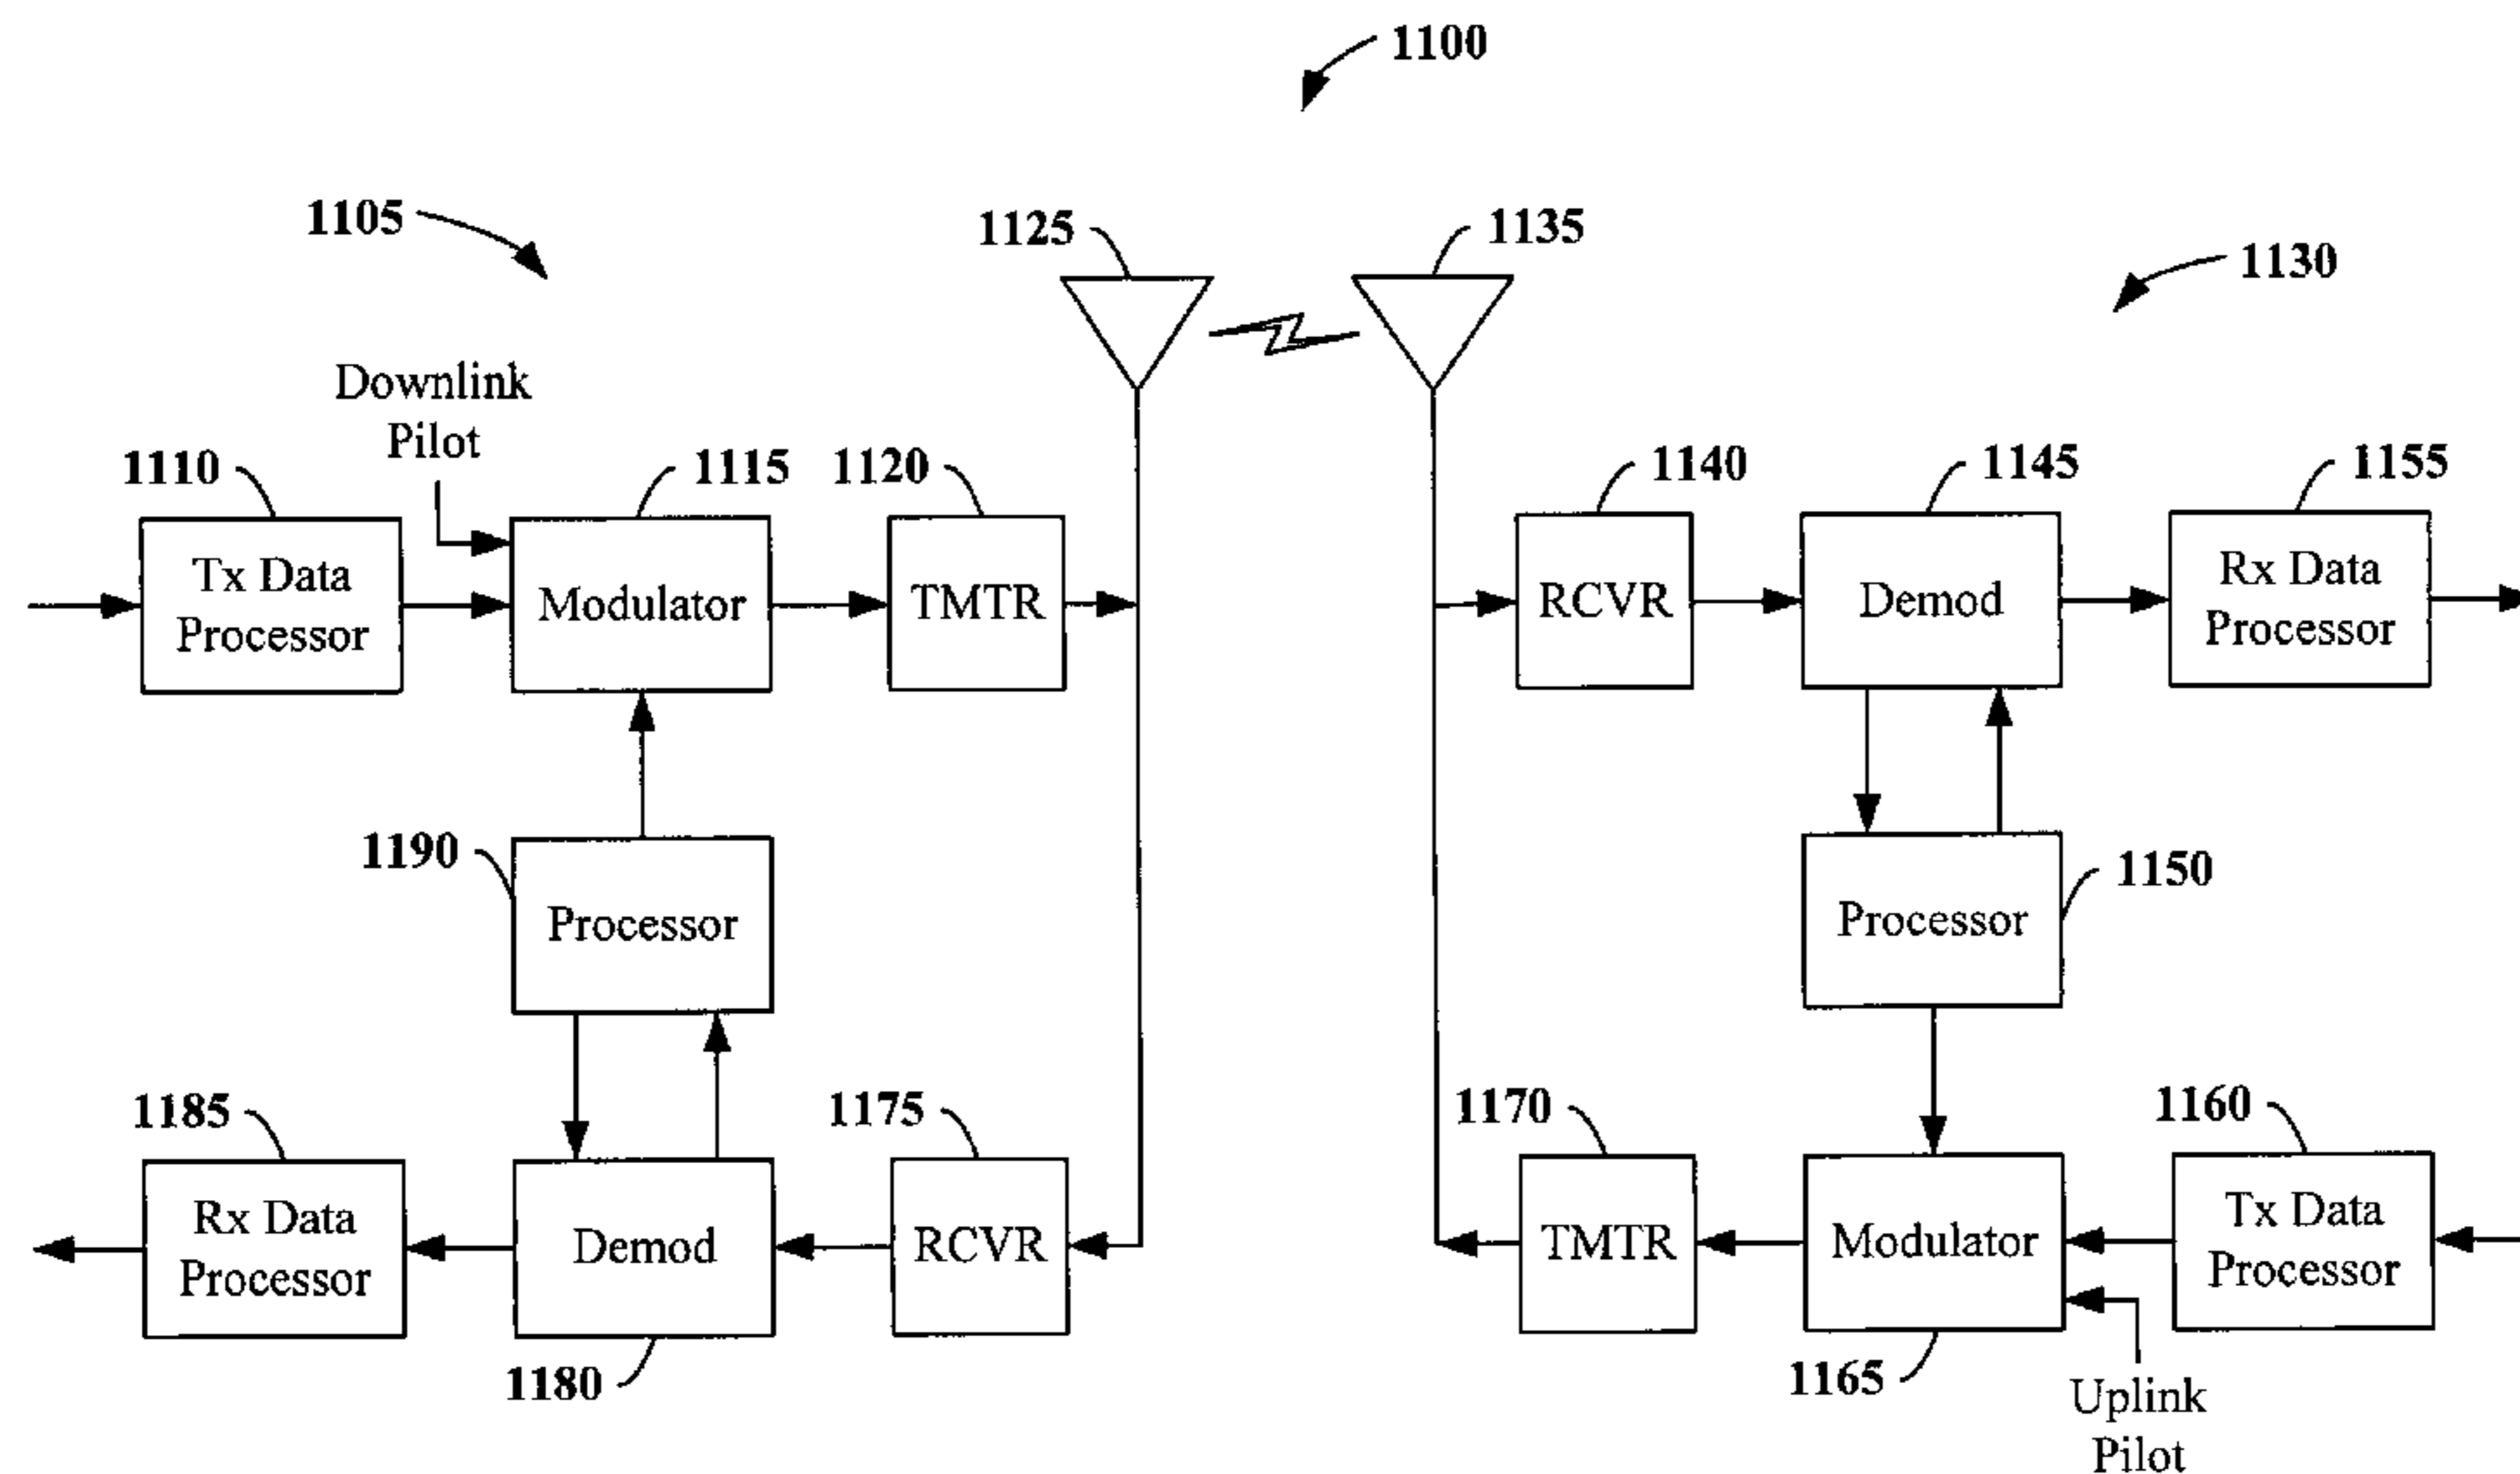 1100
1105
1125
1135
1130
Downlink
Pilot
1110
1115
1120
1140
1145
1155
Tx Data
Processor
Modulator
TMTR
RCVR
Demod
Rx Data
Processor
1190
Processor
1150
Processor
1185
1175
1170
1160
Rx Data
Processor
Demod
RCVR
TMTR
Modulator
Tx Data
Processor
1180
1165
Uplink
Pilot